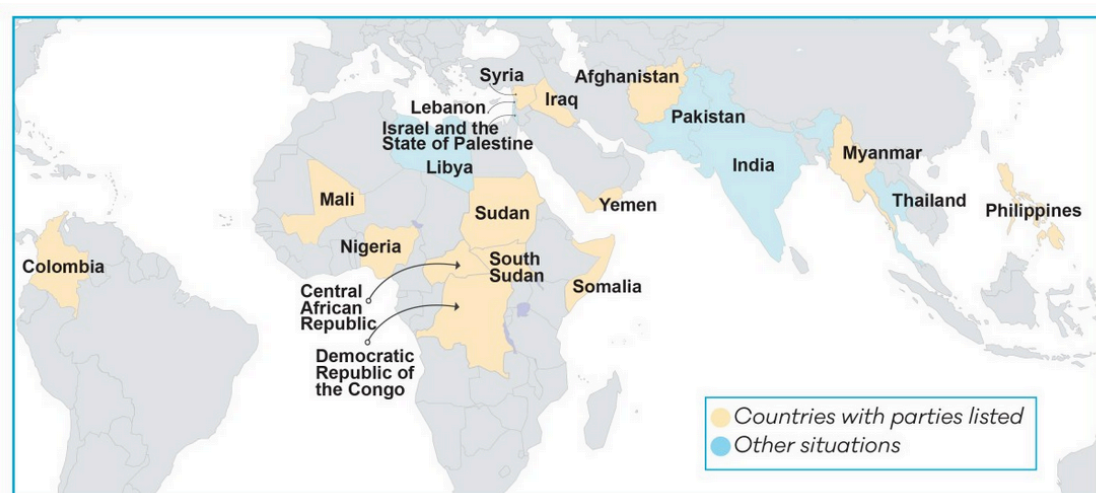 Syria
Afghanistan
Lebanon
Iraq
Israel and the
State of Palestine
Pakistan
Libya
India
Myanmar
Mali
Sudan
Yemen
Thailand
Philippines
Nigeria
South
Sudan
Colombia
Somalia
Central
African
Republic
Democratic
Republic of
the Congo
Countries with parties listed
Other situations